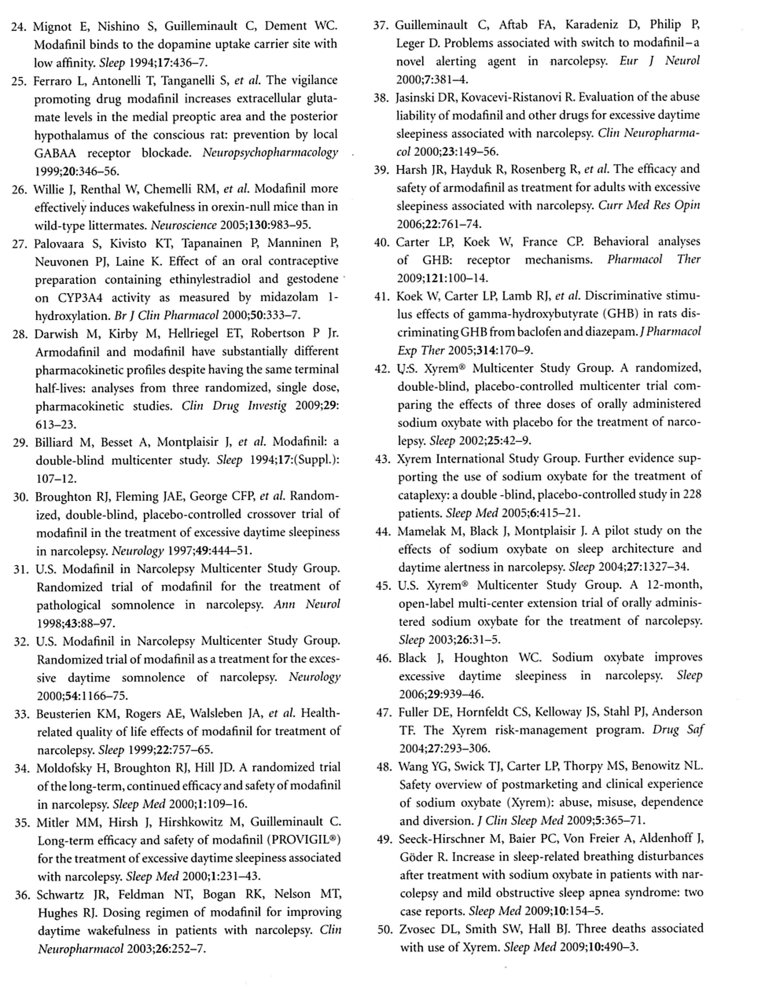 24. Mignot E, Nishino S, Guilleminault C, Dement WC.
Modafinil binds to the dopamine uptake carrier site with
low affinity. Sleep 1994;17:436–7.
25. Ferraro L, Antonelli T, Tanganelli S, et al. The vigilance
promoting drug modafinil increases extracellular gluta-
mate levels in the medial preoptic area and the posterior
hypothalamus of the conscious rat: prevention by local
GABAA receptor blockade. Neuropsychopharmacology
1999;20:346–56.
26. Willie J, Renthal W, Chemelli RM, et al. Modafinil more
effectively induces wakefulness in orexin-null mice than in
wild-type littermates. Neuroscience 2005;130:983–95.
27. Palovaara S, Kivisto KT, Tapanainen P, Manninen P,
Neuvonen PJ, Laine K. Effect of an oral contraceptive
preparation containing ethinylestradiol and gestodene
on CYP3A4 activity as measured by midazolam 1-
hydroxylation. Br J Clin Pharmacol 2000;50:333–7.
28. Darwish M, Kirby M, Hellriegel ET, Robertson P Jr.
Armodafinil and modafinil have substantially different
pharmacokinetic profiles despite having the same terminal
half-lives: analyses from three randomized, single dose,
pharmacokinetic studies. Clin Drug Investig 2009;29:
613–23.
29. Billiard M, Besset A, Montplaisir J, et al. Modafinil: a
double-blind multicenter study. Sleep 1994;17:(Suppl.):
107–12.
30. Broughton RJ, Fleming JAE, George CFP, et al. Random-
ized, double-blind, placebo-controlled crossover trial of
modafinil in the treatment of excessive daytime sleepiness
in narcolepsy. Neurology 1997;49:444–51.
31. U.S. Modafinil in Narcolepsy Multicenter Study Group.
Randomized trial of modafinil for the treatment of
pathological somnolence in narcolepsy. Ann Neurol
1998;43:88–97.
32. U.S. Modafinil in Narcolepsy Multicenter Study Group.
Randomized trial of modafinil as a treatment for the exces-
sive daytime somnolence of narcolepsy. Neurology
2000;54:1166–75.
33. Beusterien KM, Rogers AE, Walsleben JA, et al. Health-
related quality of life effects of modafinil for treatment of
narcolepsy. Sleep 1999;22:757–65.
34. Moldofsky H, Broughton RJ, Hill JD. A randomized trial
of the long-term, continued efficacy and safety of modafinil
in narcolepsy. Sleep Med 2000;1:109–16.
35. Mitler MM, Hirsh J, Hirshkowitz M, Guilleminault C.
Long-term efficacy and safety of modafinil (PROVIGIL®)
for the treatment of excessive daytime sleepiness associated
with narcolepsy. Sleep Med 2000;1:231–43.
36. Schwartz JR, Feldman NT, Bogan RK, Nelson MT,
Hughes RJ. Dosing regimen of modafinil for improving
daytime wakefulness in patients with narcolepsy. Clin
Neuropharmacol 2003;26:252–7.
37. Guilleminault C, Aftab FA, Karadeniz D, Philip P,
Leger D. Problems associated with switch to modafinil–a
novel alerting agent in narcolepsy. Eur J Neurol
2000;7:381–4.
38. Jasinski DR, Kovacevi-Ristanovi R. Evaluation of the abuse
liability of modafinil and other drugs for excessive daytime
sleepiness associated with narcolepsy. Clin Neuropharma-
col 2000;23:149–56.
39. Harsh JR, Hayduk R, Rosenberg R, et al. The efficacy and
safety of armodafinil as treatment for adults with excessive
sleepiness associated with narcolepsy. Curr Med Res Opin
2006;22:761–74.
40. Carter LP, Koek W, France CP. Behavioral analyses
of GHB: receptor mechanisms. Pharmacol Ther
2009;121:100–14.
41. Koek W, Carter LP, Lamb RJ, et al. Discriminative stimu-
lus effects of gamma-hydroxybutyrate (GHB) in rats dis-
criminating GHB from baclofen and diazepam. J Pharmacol
Exp Ther 2005;314:170–9.
42. U.S. Xyrem® Multicenter Study Group. A randomized,
double-blind, placebo-controlled multicenter trial com-
paring the effects of three doses of orally administered
sodium oxybate with placebo for the treatment of narco-
lepsy. Sleep 2002;25:42–9.
43. Xyrem International Study Group. Further evidence sup-
porting the use of sodium oxybate for the treatment of
cataplexy: a double -blind, placebo-controlled study in 228
patients. Sleep Med 2005;6:415–21.
44. Mamelak M, Black J, Montplaisir J. A pilot study on the
effects of sodium oxybate on sleep architecture and
daytime alertness in narcolepsy. Sleep 2004;27:1327–34.
45. U.S. Xyrem® Multicenter Study Group. A 12-month,
open-label multi-center extension trial of orally adminis-
tered sodium oxybate for the treatment of narcolepsy.
Sleep 2003;26:31–5.
46. Black J, Houghton WC. Sodium oxybate improves
excessive daytime sleepiness in narcolepsy. Sleep
2006;29:939–46.
47. Fuller DE, Hornfeldt CS, Kelloway JS, Stahl PJ, Anderson
TF. The Xyrem risk-management program. Drug Saf
2004;27:293–306.
48. Wang YG, Swick TJ, Carter LP, Thorpy MS, Benowitz NL.
Safety overview of postmarketing and clinical experience
of sodium oxybate (Xyrem): abuse, misuse, dependence
and diversion. J Clin Sleep Med 2009;5:365–71.
49. Seeck-Hirschner M, Baier PC, Von Freier A, Aldenhoff J,
Göder R. Increase in sleep-related breathing disturbances
after treatment with sodium oxybate in patients with nar-
colepsy and mild obstructive sleep apnea syndrome: two
case reports. Sleep Med 2009;10:154–5.
50. Zvosec DL, Smith SW, Hall BJ. Three deaths associated
with use of Xyrem. Sleep Med 2009;10:490–3.